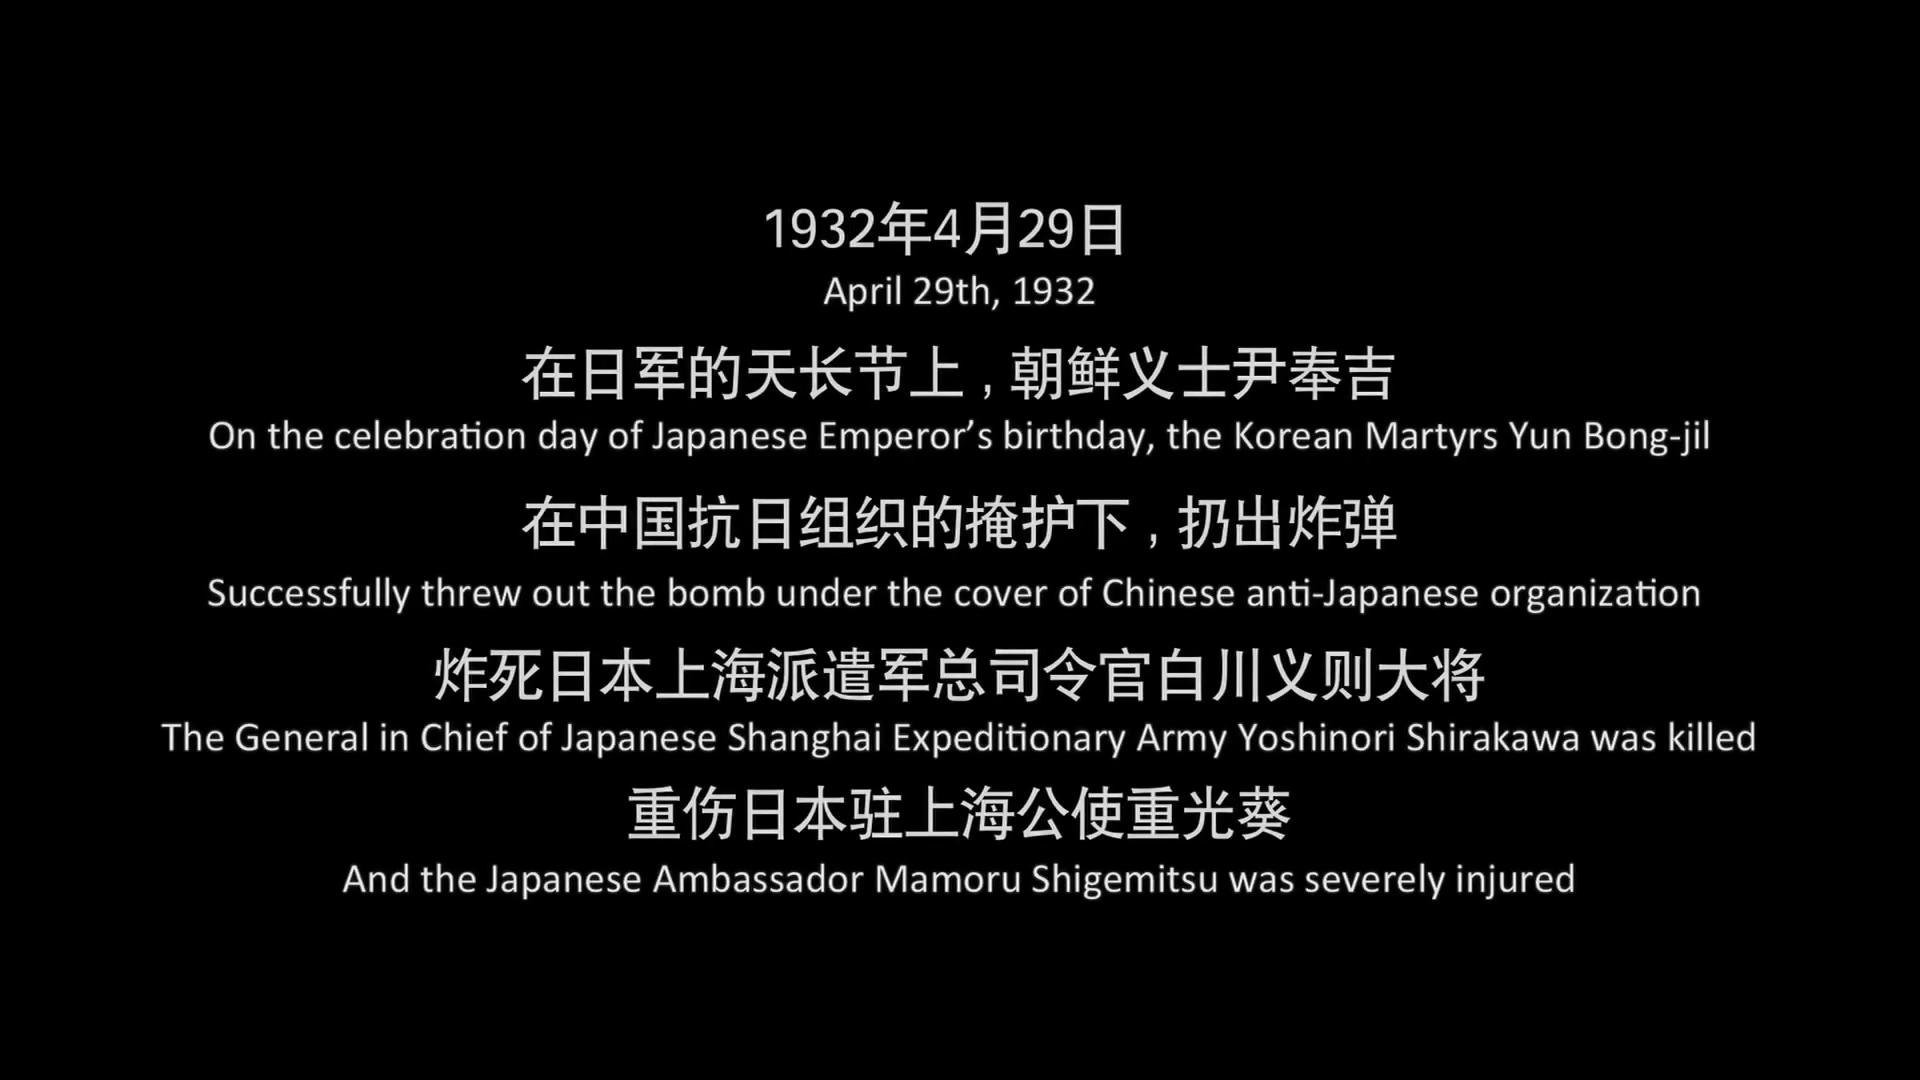 1932年4月29日
April 29th, 1932
在日军的天长节上，朝鲜义士尹奉吉
On the celebration day of Japanese Emperor’s birthday, the Korean Martyrs Yun Bong-jil
在中国抗日组织的掩护下，扔出炸弹
Successfully threw out the bomb under the cover of Chinese anti-Japanese organization
炸死日本上海派遣军总司令官白川义则大将
The General in Chief of Japanese Shanghai Expeditionary Army Yoshinori Shirakawa was killed
重伤日本驻上海公使重光葵
And the Japanese Ambassador Mamoru Shigemitsu was severely injured